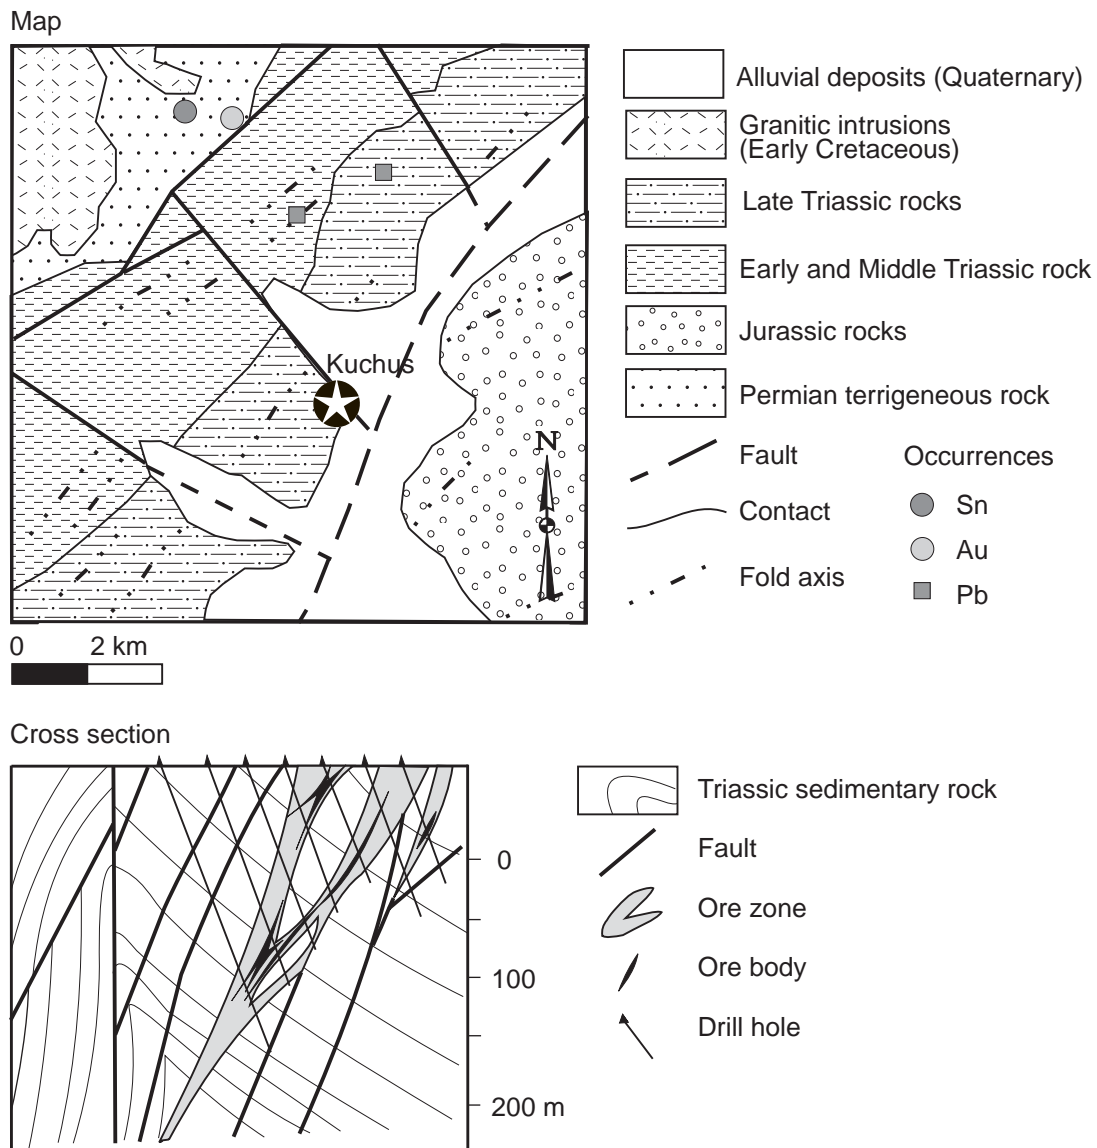 Map
Alluvial deposits (Quaternary)
Granitic intrusions
(Early Cretaceous)
Late Triassic rocks
Early and Middle Triassic rock
Jurassic rocks
Permian terrigeneous rock
Kuchus
N
Fault
Contact
Fold axis
Occurrences
Sn
Au
Pb
0 2 km
Cross section
0
100
200 m
Triassic sedimentary rock
Fault
Ore zone
Ore body
Drill hole